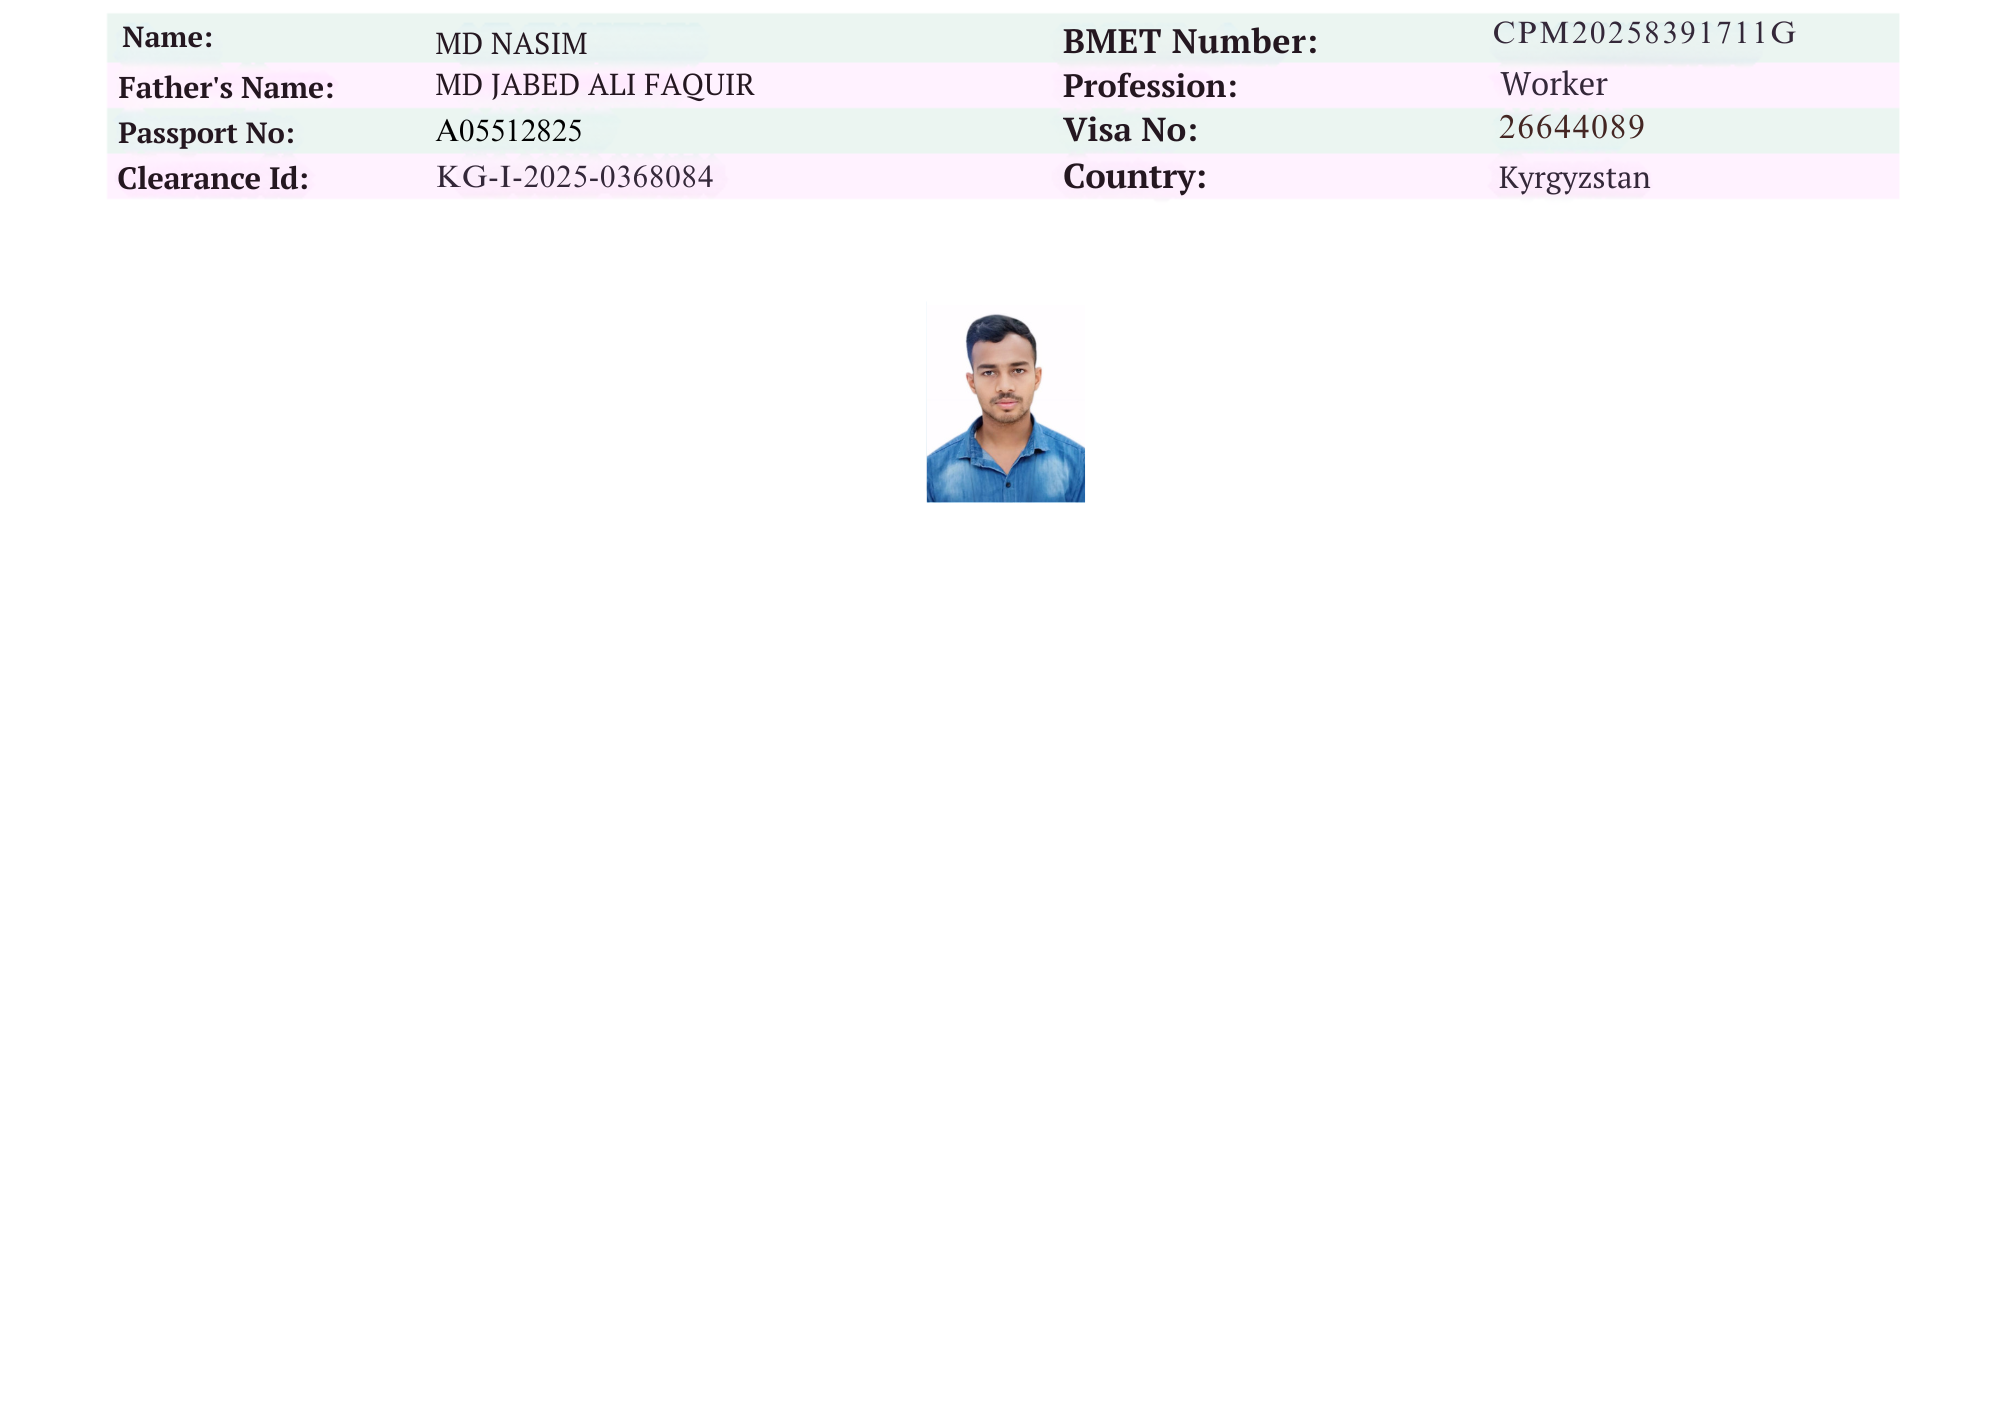 Name: MD NASIM BMET Number: CPM20258391711G
Father's Name: MD JABED ALI FAQUIR Profession: Worker
Passport No: A05512825 Visa No: 26644089
Clearance Id: KG-I-2025-0368084 Country: Kyrgyzstan